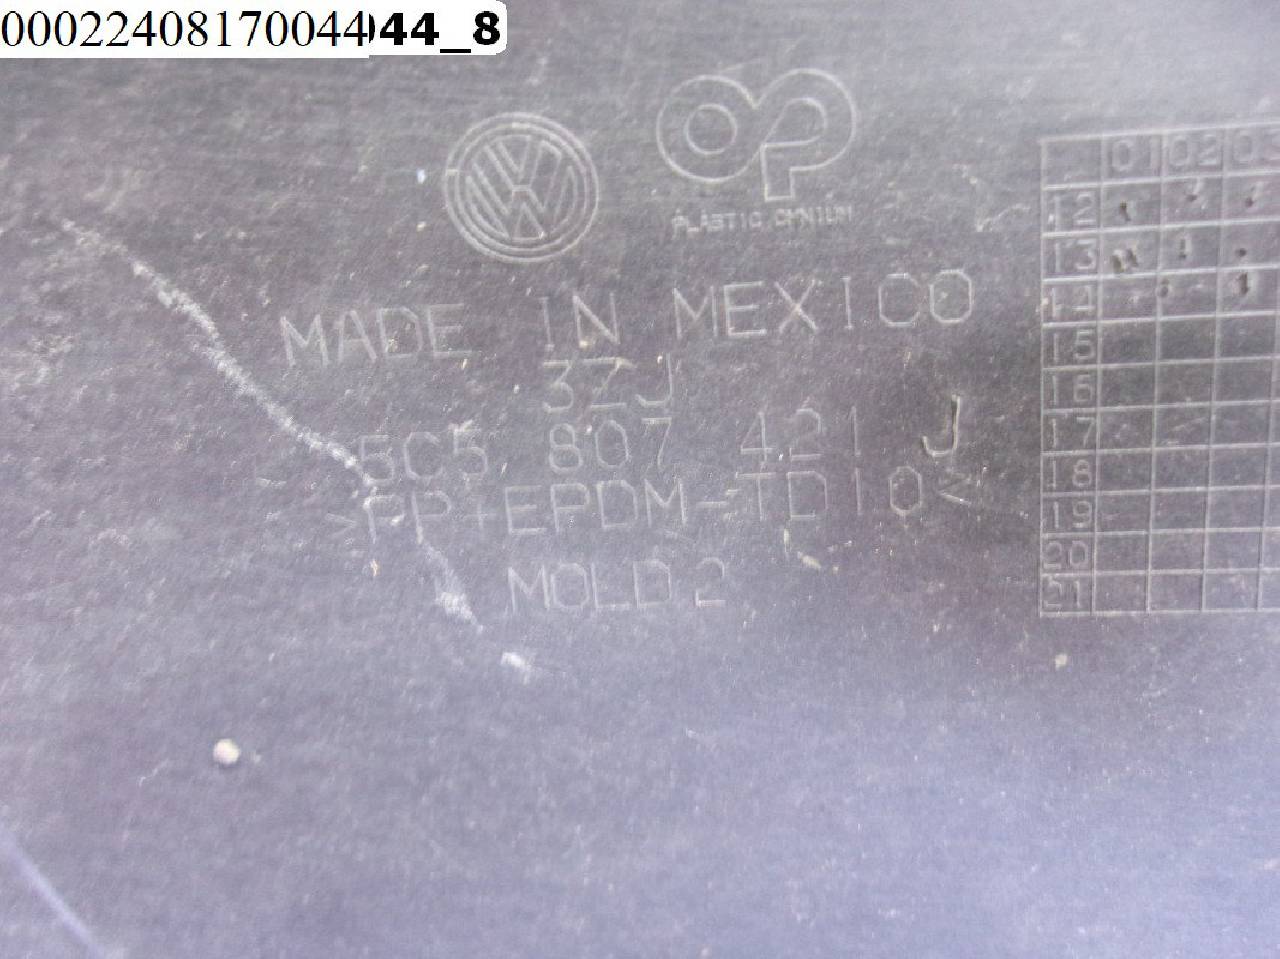 00022408170044044_8
PLASTIC OMNIUM
MADE IN MEXICO
3ZJ
5C5 807 421 J
>PP+EPDM-TD10<
MOLD 2
01 02 03
12
13
14
15
16
17
18
19
20
21